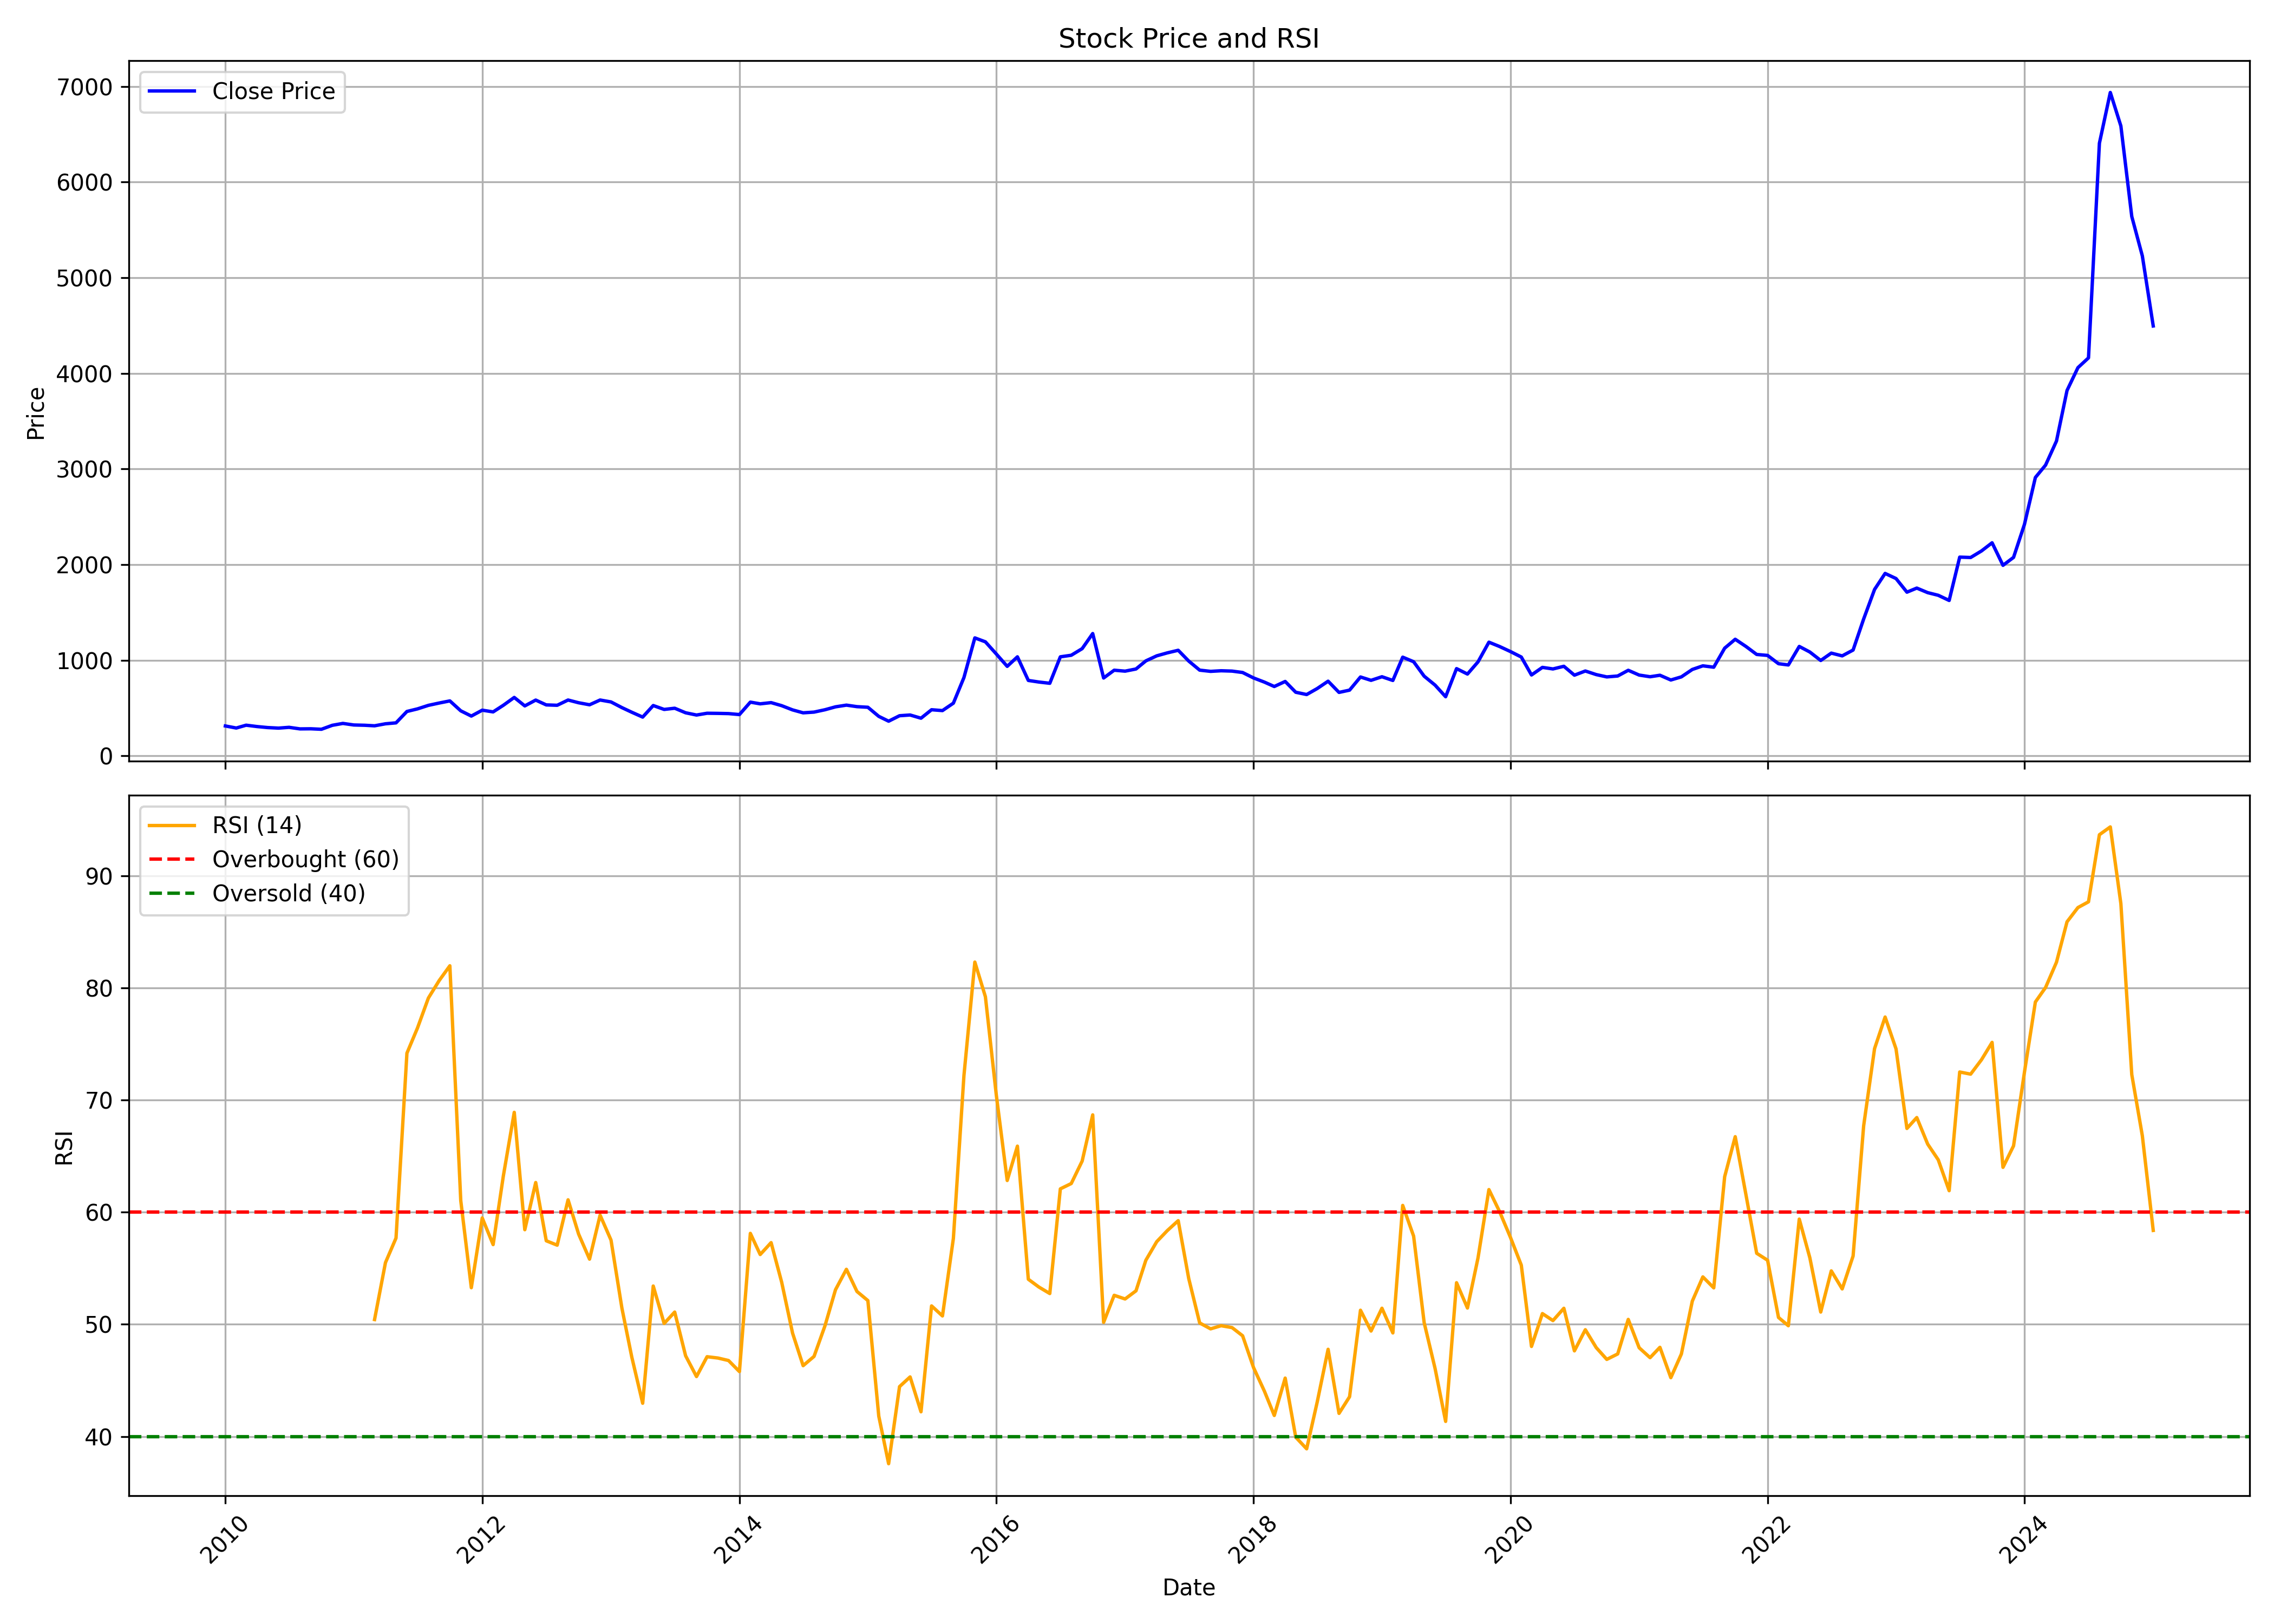 Stock Price and RSI
Close Price
7000
6000
5000
4000
3000
2000
1000
0
Price
RSI (14)
Overbought (60)
Oversold (40)
90
80
70
60
50
40
RSI
2010
2012
2014
2016
2018
2020
2022
2024
Date